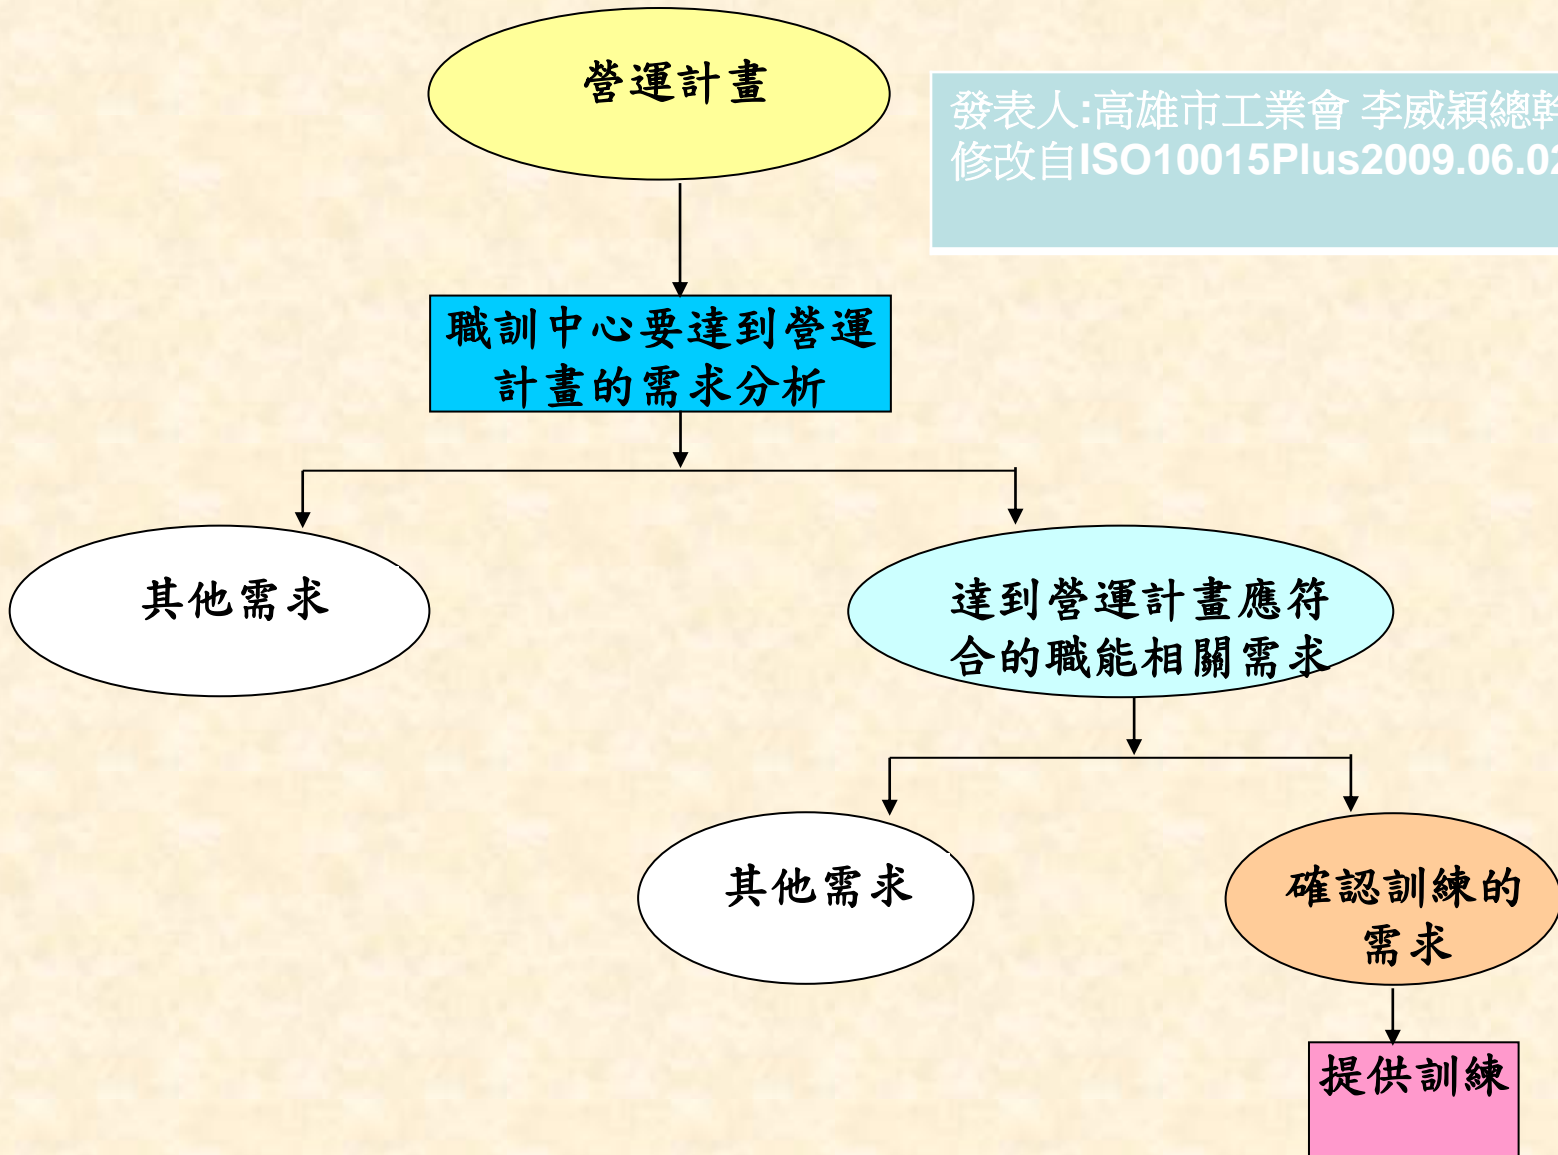 營運計畫
發表人:高雄市工業會 李威穎總幹
修改自ISO10015Plus2009.06.02
職訓中心要達到營運
計畫的需求分析
其他需求
達到營運計畫應符
合的職能相關需求
其他需求
確認訓練的
需求
提供訓練